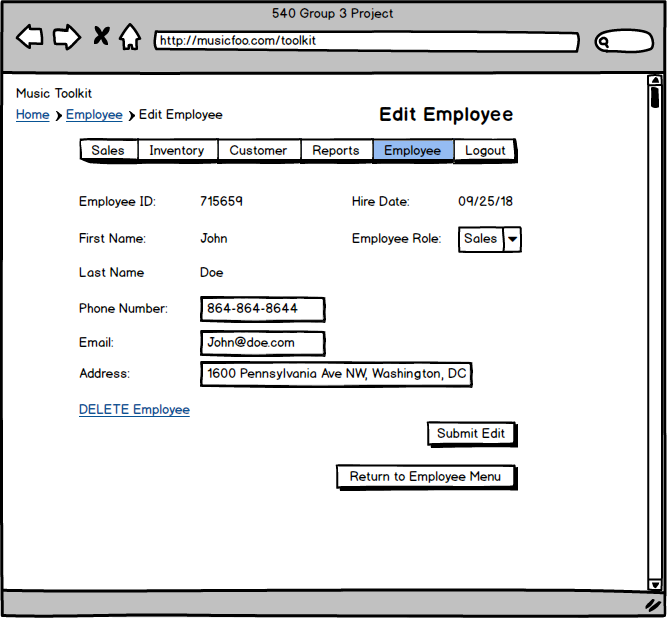 540 Group 3 Project
http://musicfoo.com/toolkit
Music Toolkit
Home > Employee > Edit Employee
Edit Employee
Sales Inventory Customer Reports Employee Logout
Employee ID: 715659 Hire Date: 09/25/18
First Name: John Employee Role: Sales
Last Name Doe
Phone Number: 864-864-8644
Email: John@doe.com
Address: 1600 Pennsylvania Ave NW, Washington, DC
DELETE Employee
Submit Edit
Return to Employee Menu